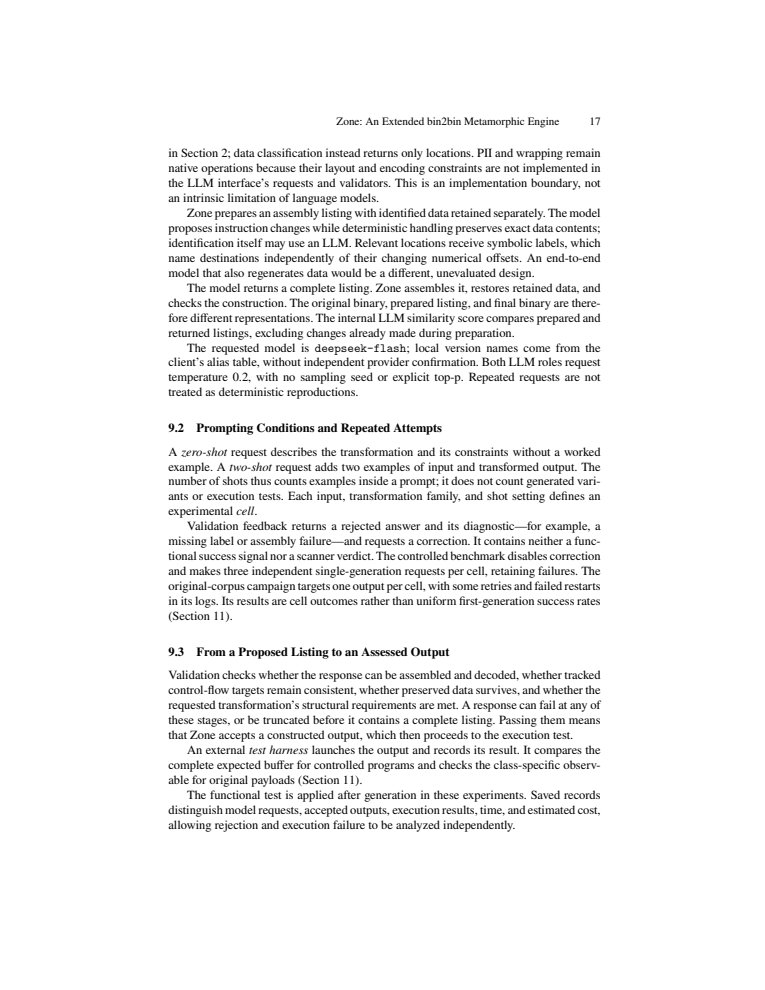 Zone: An Extended bin2bin Metamorphic Engine 17
in Section 2; data classification instead returns only locations. PII and wrapping remain
native operations because their layout and encoding constraints are not implemented in
the LLM interface's requests and validators. This is an implementation boundary, not
an intrinsic limitation of language models.
Zone prepares an assembly listing with identified data retained separately. The model
proposes instruction changes while deterministic handling preserves exact data contents;
identification itself may use an LLM. Relevant locations receive symbolic labels, which
name destinations independently of their changing numerical offsets. An end-to-end
model that also regenerates data would be a different, unevaluated design.
The model returns a complete listing. Zone assembles it, restores retained data, and
checks the construction. The original binary, prepared listing, and final binary are there-
fore different representations. The internal LLM similarity score compares prepared and
returned listings, excluding changes already made during preparation.
The requested model is deepseek-flash; local version names come from the
client's alias table, without independent provider confirmation. Both LLM roles request
temperature 0.2, with no sampling seed or explicit top-p. Repeated requests are not
treated as deterministic reproductions.
9.2 Prompting Conditions and Repeated Attempts
A zero-shot request describes the transformation and its constraints without a worked
example. A two-shot request adds two examples of input and transformed output. The
number of shots thus counts examples inside a prompt; it does not count generated vari-
ants or execution tests. Each input, transformation family, and shot setting defines an
experimental cell.
Validation feedback returns a rejected answer and its diagnostic—for example, a
missing label or assembly failure—and requests a correction. It contains neither a func-
tional success signal nor a scanner verdict. The controlled benchmark disables correction
and makes three independent single-generation requests per cell, retaining failures. The
original-corpus campaign targets one output per cell, with some retries and failed restarts
in its logs. Its results are cell outcomes rather than uniform first-generation success rates
(Section 11).
9.3 From a Proposed Listing to an Assessed Output
Validation checks whether the response can be assembled and decoded, whether tracked
control-flow targets remain consistent, whether preserved data survives, and whether the
requested transformation's structural requirements are met. A response can fail at any of
these stages, or be truncated before it contains a complete listing. Passing them means
that Zone accepts a constructed output, which then proceeds to the execution test.
An external test harness launches the output and records its result. It compares the
complete expected buffer for controlled programs and checks the class-specific observ-
able for original payloads (Section 11).
The functional test is applied after generation in these experiments. Saved records
distinguish model requests, accepted outputs, execution results, time, and estimated cost,
allowing rejection and execution failure to be analyzed independently.